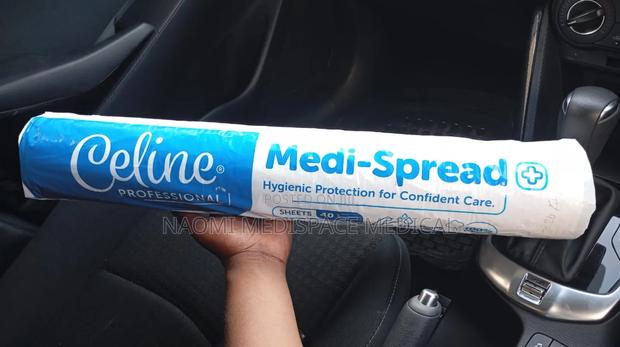 Celine®
PROFESSIONAL
Medi-Spread
Hygienic Protection for Confident Care.
SHEETS 40
POSTED ON
NAOMI MEDISPACE MEDICAL